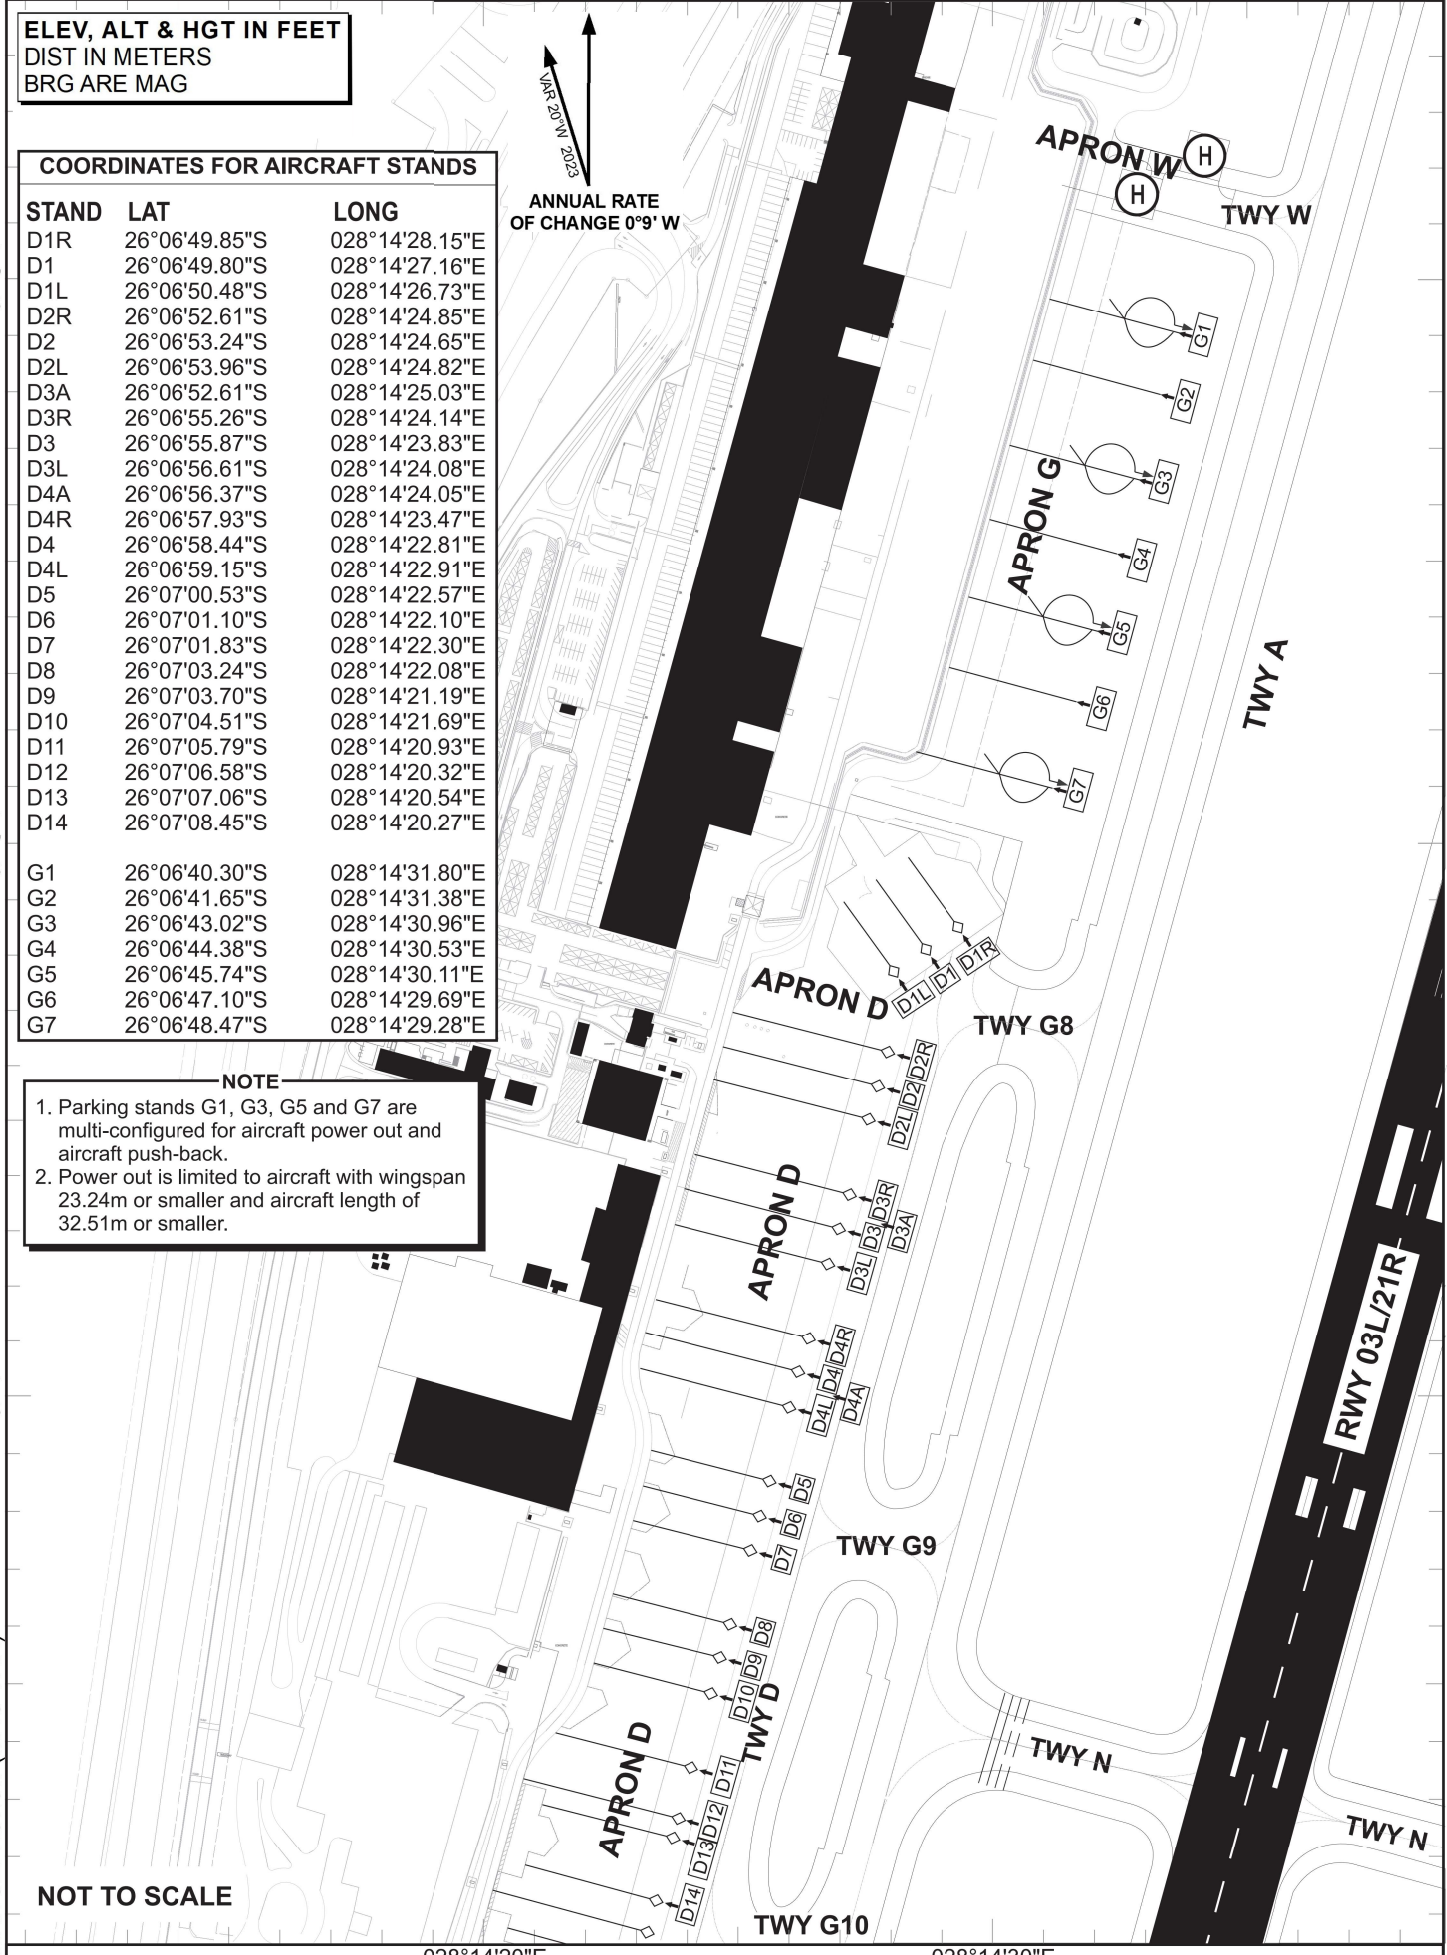 ELEV, ALT & HGT IN FEET
DIST IN METERS
BRG ARE MAG
VAR 20°W 2023
ANNUAL RATE
OF CHANGE 0°9' W
COORDINATES FOR AIRCRAFT STANDS
STAND LAT LONG
D1R 26°06'49.85"S 028°14'28.15"E
D1 26°06'49.80"S 028°14'27.16"E
D1L 26°06'50.48"S 028°14'26.73"E
D2R 26°06'52.61"S 028°14'24.85"E
D2 26°06'53.24"S 028°14'24.65"E
D2L 26°06'53.96"S 028°14'24.82"E
D3A 26°06'52.61"S 028°14'25.03"E
D3R 26°06'55.26"S 028°14'24.14"E
D3 26°06'55.87"S 028°14'23.83"E
D3L 26°06'56.61"S 028°14'24.08"E
D4A 26°06'56.37"S 028°14'24.05"E
D4R 26°06'57.93"S 028°14'23.47"E
D4 26°06'58.44"S 028°14'22.81"E
D4L 26°06'59.15"S 028°14'22.91"E
D5 26°07'00.53"S 028°14'22.57"E
D6 26°07'01.10"S 028°14'22.10"E
D7 26°07'01.83"S 028°14'22.30"E
D8 26°07'03.24"S 028°14'22.08"E
D9 26°07'03.70"S 028°14'21.19"E
D10 26°07'04.51"S 028°14'21.69"E
D11 26°07'05.79"S 028°14'20.93"E
D12 26°07'06.58"S 028°14'20.32"E
D13 26°07'07.06"S 028°14'20.54"E
D14 26°07'08.45"S 028°14'20.27"E
G1 26°06'40.30"S 028°14'31.80"E
G2 26°06'41.65"S 028°14'31.38"E
G3 26°06'43.02"S 028°14'30.96"E
G4 26°06'44.38"S 028°14'30.53"E
G5 26°06'45.74"S 028°14'30.11"E
G6 26°06'47.10"S 028°14'29.69"E
G7 26°06'48.47"S 028°14'29.28"E
NOTE
1. Parking stands G1, G3, G5 and G7 are
multi-configured for aircraft power out and
aircraft push-back.
2. Power out is limited to aircraft with wingspan
23.24m or smaller and aircraft length of
32.51m or smaller.
APRON W
H
H
TWY W
G1
G2
G3
APRON G
G4
G5
G6
TWY A
G7
D1R
D1
D1L
APRON D
TWY G8
D2R
D2
D2L
APRON D
D3R
D3
D3A
D3L
RWY 03L/21R
D4R
D4
D4A
D4L
D5
D6
TWY G9
D7
D8
D9
D10
TWY D
APRON D
TWY N
D11
D12
D13
TWY N
D14
NOT TO SCALE
TWY G10
028°14'20"E
028°14'30"E